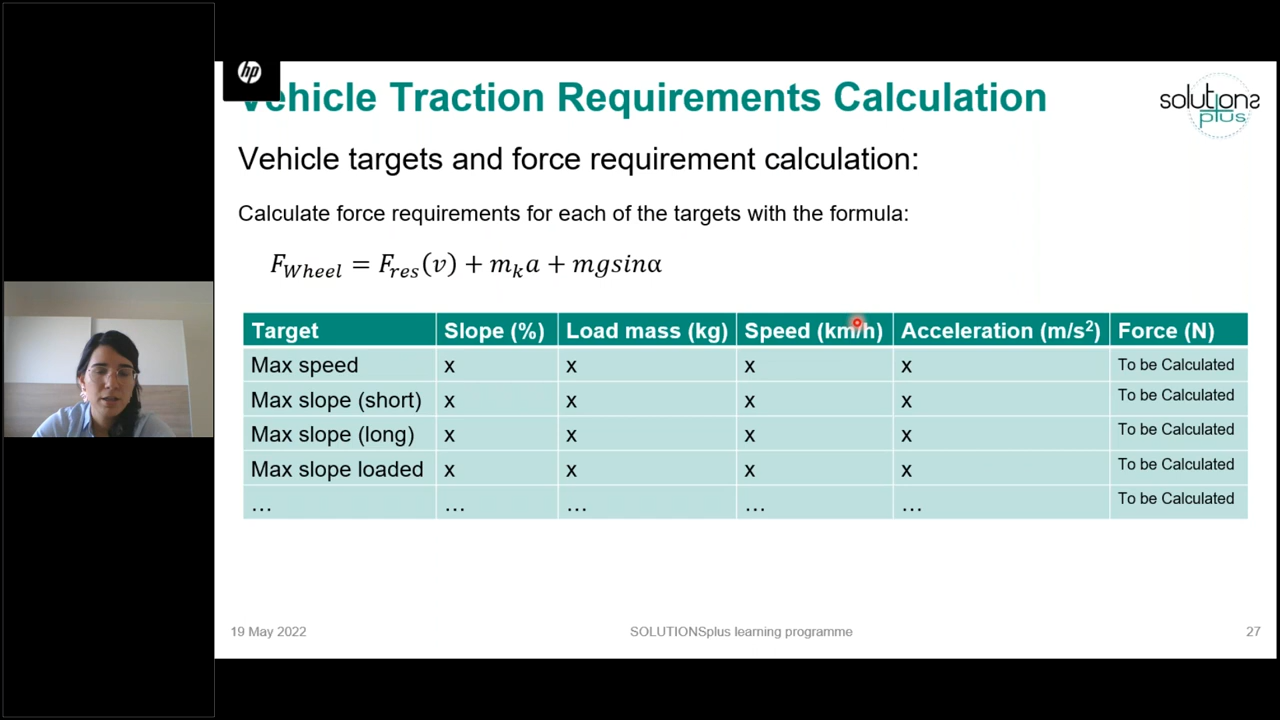 hp
Vehicle Traction Requirements Calculation
solutions
plus
Vehicle targets and force requirement calculation:
Calculate force requirements for each of the targets with the formula:
F_Wheel = F_res(v) + m_k a + mgsinα
Target Slope (%) Load mass (kg) Speed (km/h) Acceleration (m/s²) Force (N)
Max speed x x x x To be Calculated
Max slope (short) x x x x To be Calculated
Max slope (long) x x x x To be Calculated
Max slope loaded x x x x To be Calculated
... ... ... ... ... To be Calculated
19 May 2022 SOLUTIONSplus learning programme 27